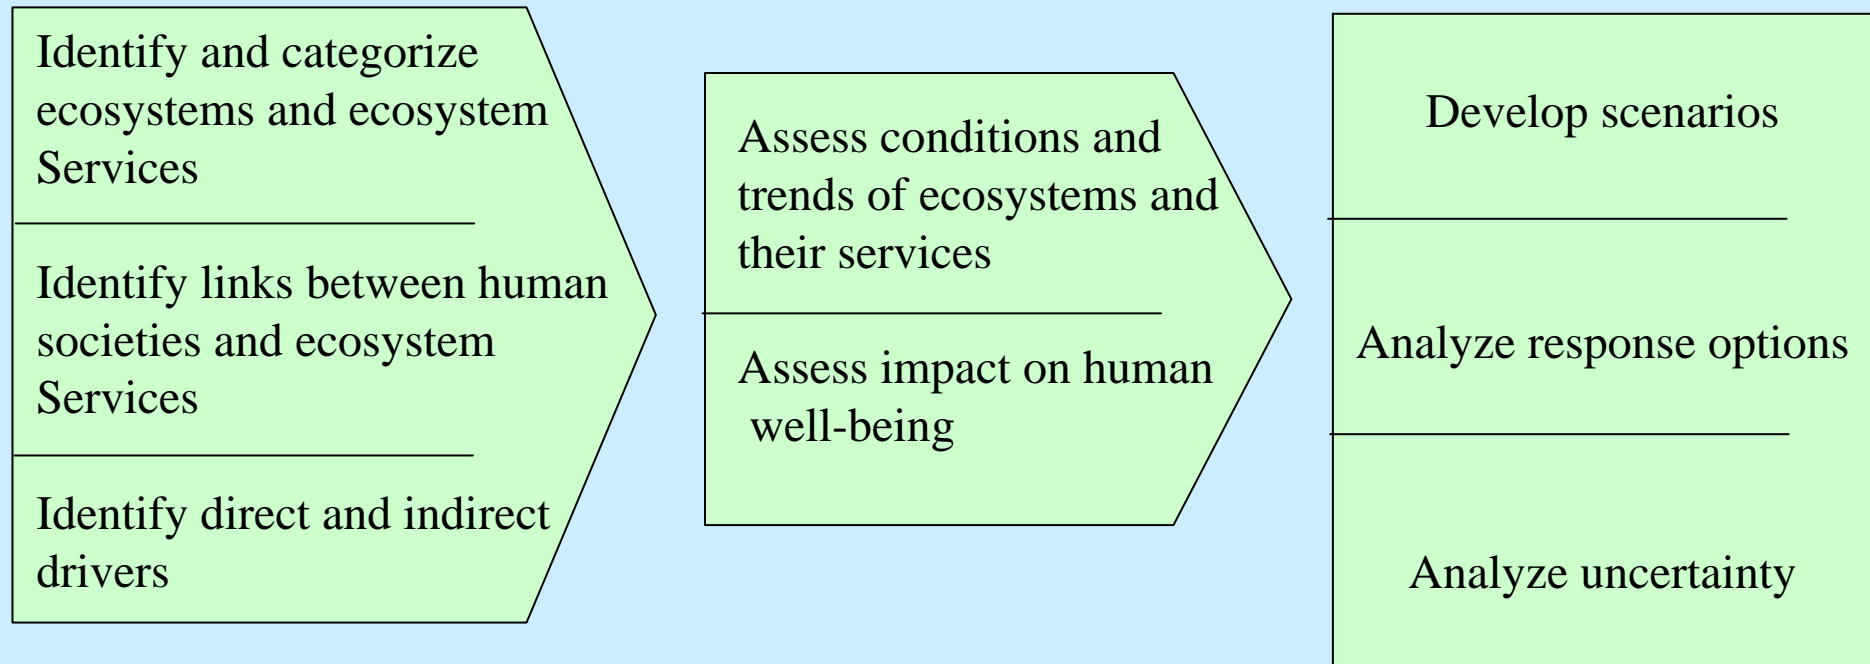 Identify and categorize
ecosystems and ecosystem
Services
Identify links between human
societies and ecosystem
Services
Identify direct and indirect
drivers
Assess conditions and
trends of ecosystems and
their services
Assess impact on human
well-being
Develop scenarios
Analyze response options
Analyze uncertainty